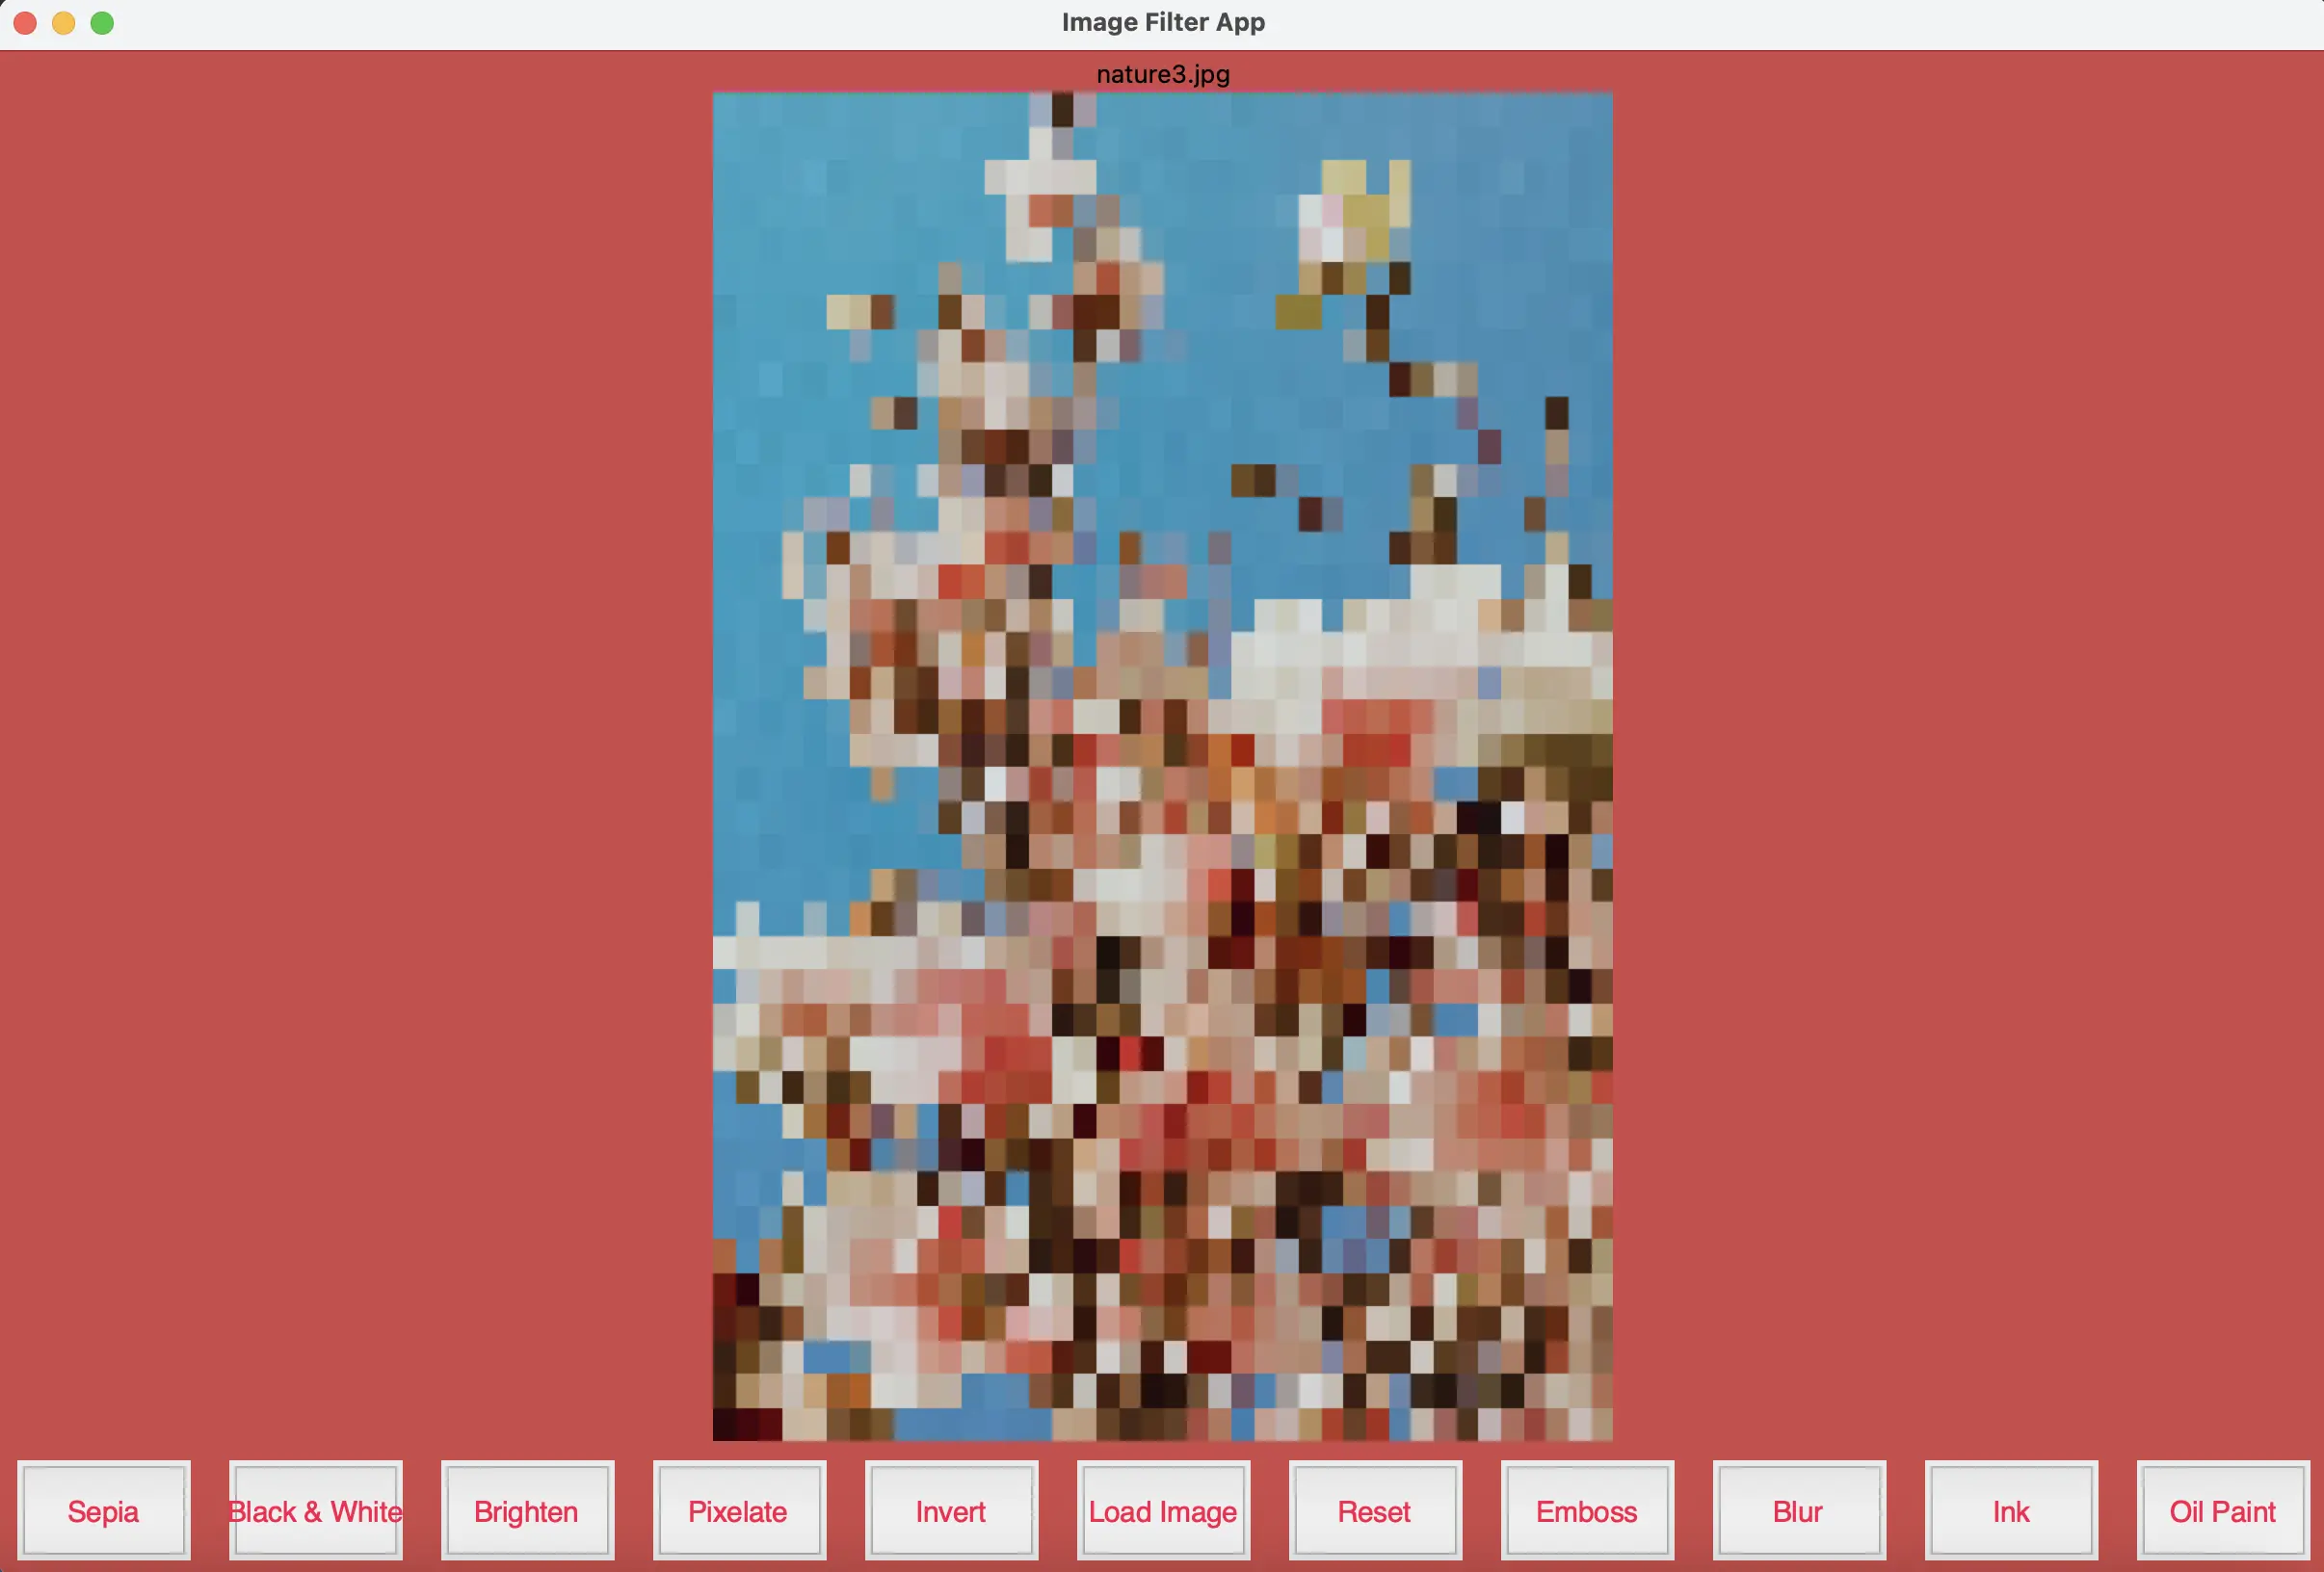 Image Filter App
nature3.jpg
Sepia
Black & White
Brighten
Pixelate
Invert
Load Image
Reset
Emboss
Blur
Ink
Oil Paint